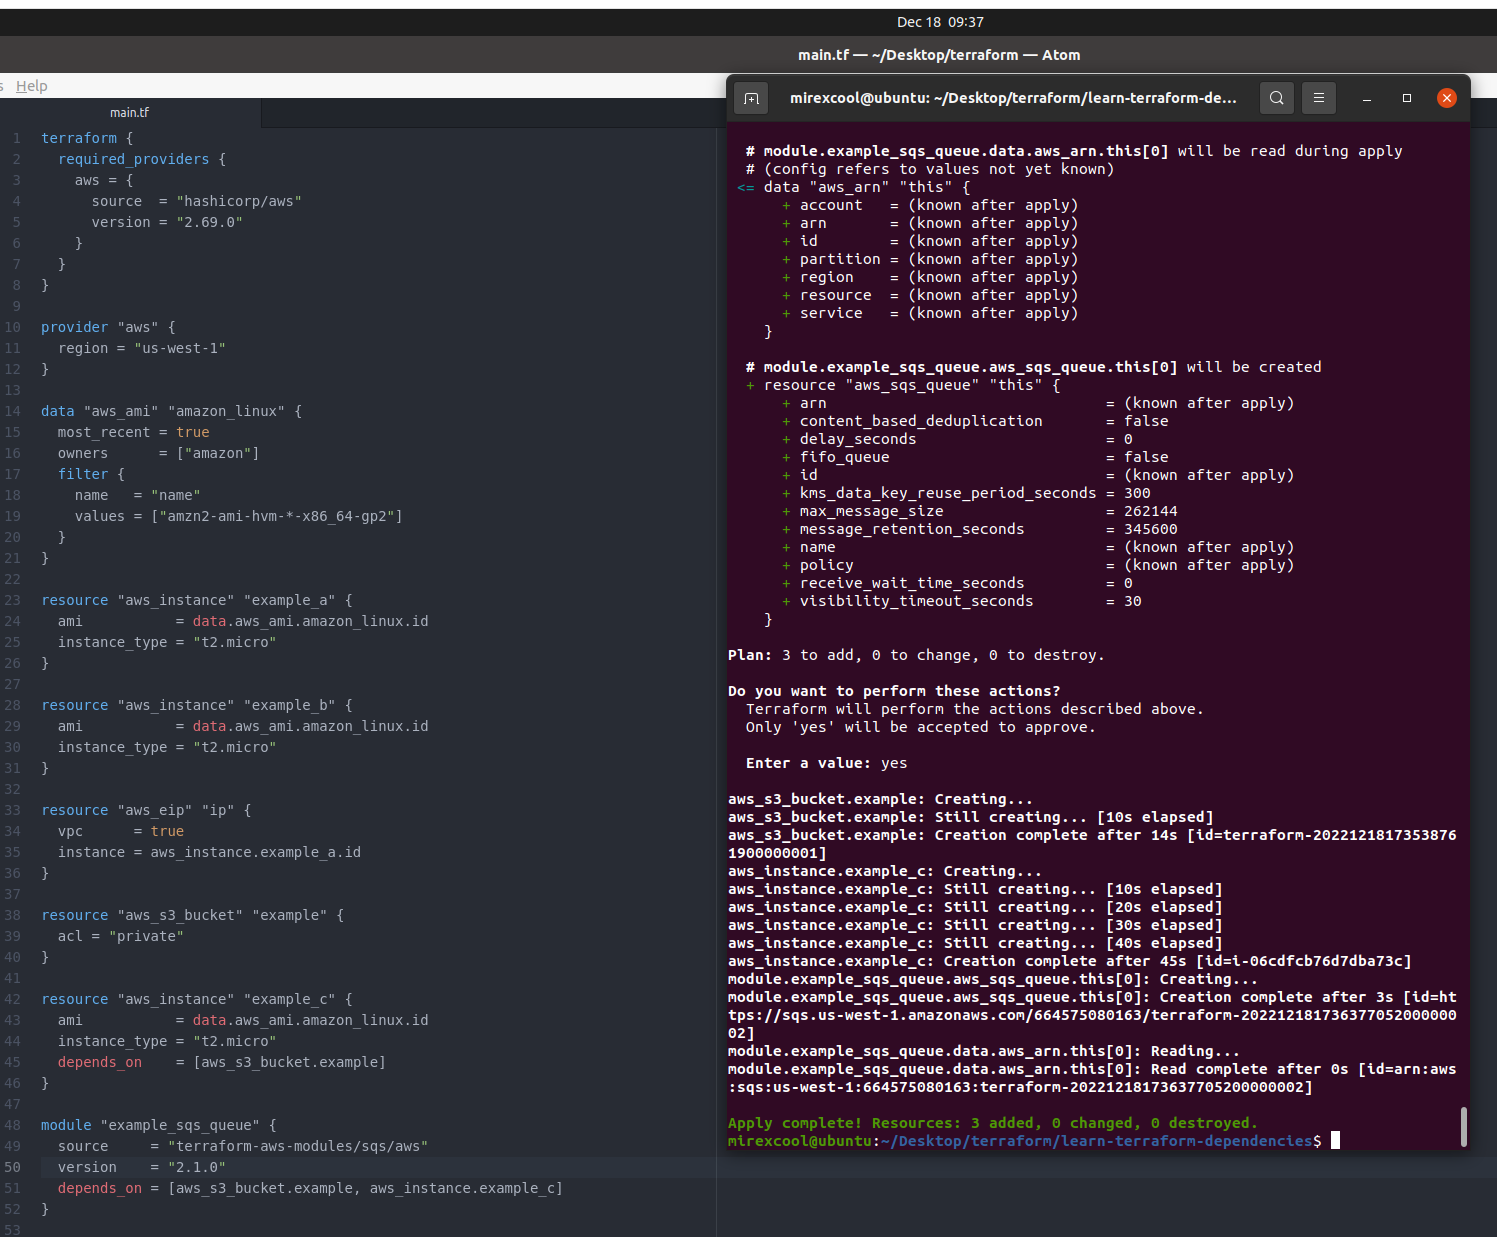 Dec 18  09:37
main.tf — ~/Desktop/terraform — Atom
s  Help
main.tf
1  terraform {
2    required_providers {
3      aws = {
4        source  = "hashicorp/aws"
5        version = "2.69.0"
6      }
7    }
8  }
9
10  provider "aws" {
11    region = "us-west-1"
12  }
13
14  data "aws_ami" "amazon_linux" {
15    most_recent = true
16    owners      = ["amazon"]
17    filter {
18      name   = "name"
19      values = ["amzn2-ami-hvm-*-x86_64-gp2"]
20    }
21  }
22
23  resource "aws_instance" "example_a" {
24    ami           = data.aws_ami.amazon_linux.id
25    instance_type = "t2.micro"
26  }
27
28  resource "aws_instance" "example_b" {
29    ami           = data.aws_ami.amazon_linux.id
30    instance_type = "t2.micro"
31  }
32
33  resource "aws_eip" "ip" {
34    vpc      = true
35    instance = aws_instance.example_a.id
36  }
37
38  resource "aws_s3_bucket" "example" {
39    acl = "private"
40  }
41
42  resource "aws_instance" "example_c" {
43    ami           = data.aws_ami.amazon_linux.id
44    instance_type = "t2.micro"
45    depends_on    = [aws_s3_bucket.example]
46  }
47
48  module "example_sqs_queue" {
49    source     = "terraform-aws-modules/sqs/aws"
50    version    = "2.1.0"
51    depends_on = [aws_s3_bucket.example, aws_instance.example_c]
52  }
53
mirexcool@ubuntu: ~/Desktop/terraform/learn-terraform-de...
  # module.example_sqs_queue.data.aws_arn.this[0] will be read during apply
  # (config refers to values not yet known)
 <= data "aws_arn" "this" {
      + account   = (known after apply)
      + arn       = (known after apply)
      + id        = (known after apply)
      + partition = (known after apply)
      + region    = (known after apply)
      + resource  = (known after apply)
      + service   = (known after apply)
    }
  # module.example_sqs_queue.aws_sqs_queue.this[0] will be created
  + resource "aws_sqs_queue" "this" {
      + arn                               = (known after apply)
      + content_based_deduplication       = false
      + delay_seconds                     = 0
      + fifo_queue                        = false
      + id                                = (known after apply)
      + kms_data_key_reuse_period_seconds = 300
      + max_message_size                  = 262144
      + message_retention_seconds         = 345600
      + name                              = (known after apply)
      + policy                            = (known after apply)
      + receive_wait_time_seconds         = 0
      + visibility_timeout_seconds        = 30
    }
Plan: 3 to add, 0 to change, 0 to destroy.
Do you want to perform these actions?
  Terraform will perform the actions described above.
  Only 'yes' will be accepted to approve.
  Enter a value: yes
aws_s3_bucket.example: Creating...
aws_s3_bucket.example: Still creating... [10s elapsed]
aws_s3_bucket.example: Creation complete after 14s [id=terraform-2022121817353876
1900000001]
aws_instance.example_c: Creating...
aws_instance.example_c: Still creating... [10s elapsed]
aws_instance.example_c: Still creating... [20s elapsed]
aws_instance.example_c: Still creating... [30s elapsed]
aws_instance.example_c: Still creating... [40s elapsed]
aws_instance.example_c: Creation complete after 45s [id=i-06cdfcb76d7dba73c]
module.example_sqs_queue.aws_sqs_queue.this[0]: Creating...
module.example_sqs_queue.aws_sqs_queue.this[0]: Creation complete after 3s [id=ht
tps://sqs.us-west-1.amazonaws.com/664575080163/terraform-202212181736377052000000
02]
module.example_sqs_queue.data.aws_arn.this[0]: Reading...
module.example_sqs_queue.data.aws_arn.this[0]: Read complete after 0s [id=arn:aws
:sqs:us-west-1:664575080163:terraform-20221218173637705200000002]
Apply complete! Resources: 3 added, 0 changed, 0 destroyed.
mirexcool@ubuntu:~/Desktop/terraform/learn-terraform-dependencies$